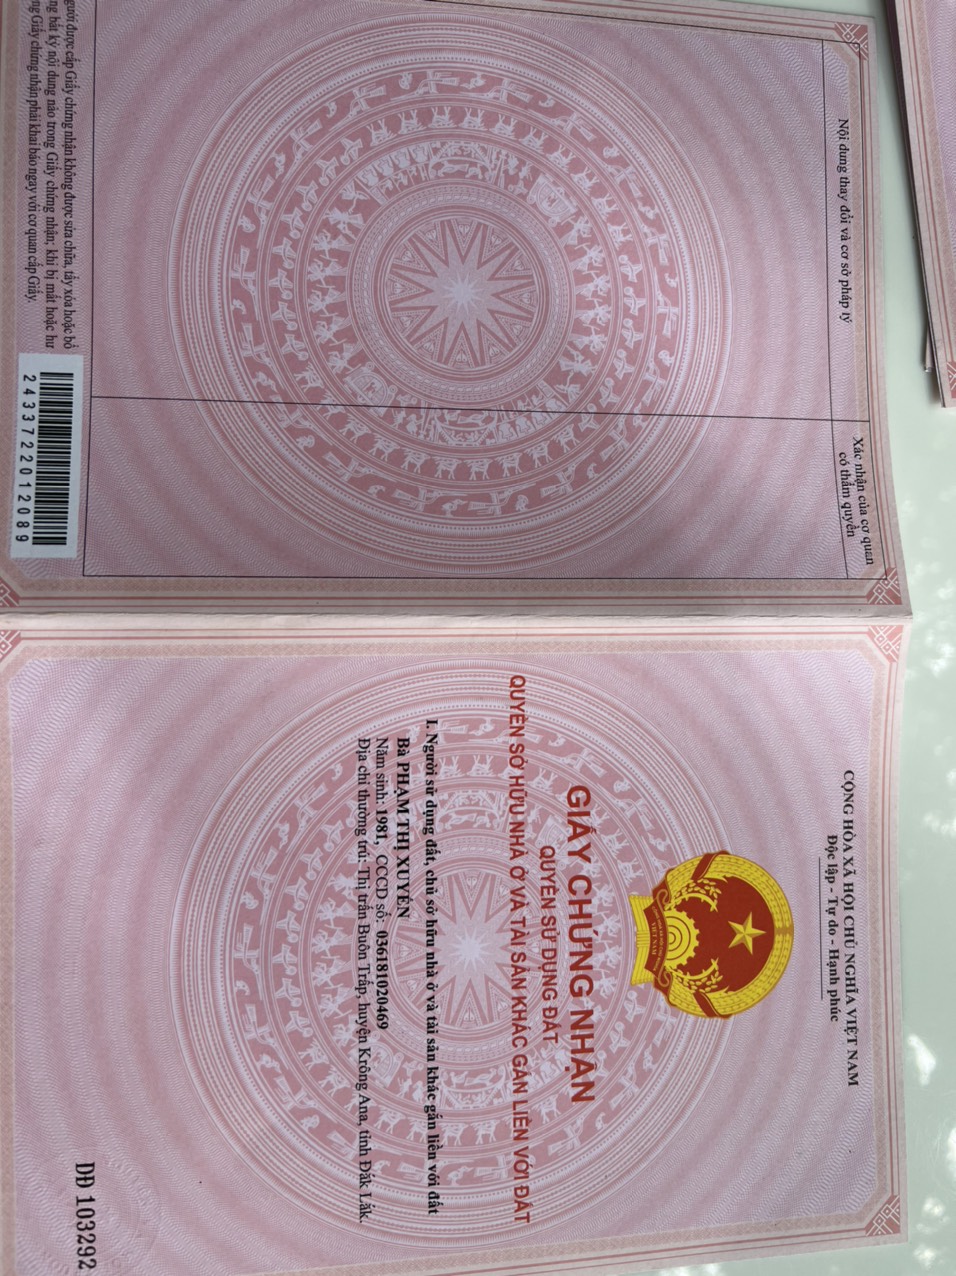 CỘNG HÒA XÃ HỘI CHỦ NGHĨA VIỆT NAM
Độc lập - Tự do - Hạnh phúc
VIỆT NAM
GIẤY CHỨNG NHẬN
QUYỀN SỬ DỤNG ĐẤT
QUYỀN SỞ HỮU NHÀ Ở VÀ TÀI SẢN KHÁC GẮN LIỀN VỚI ĐẤT
I. Người sử dụng đất, chủ sở hữu nhà ở và tài sản khác gắn liền với đất
Bà PHẠM THỊ XUYẾN
Năm sinh: 1981, CCCD số: 036181020469
Địa chỉ thường trú: Thị trấn Buôn Trấp, huyện Krông Ana, tỉnh Đắk Lắk.
DĐ 103292
Nội dung thay đổi và cơ sở pháp lý
Xác nhận của cơ quan
có thẩm quyền
được cấp Giấy chứng nhận không được sửa chữa, tẩy xóa hoặc bổ
bất kỳ nội dung nào trong Giấy chứng nhận; khi bị mất hoặc hư
Giấy chứng nhận phải khai báo ngay với cơ quan cấp Giấy.
2433722012089